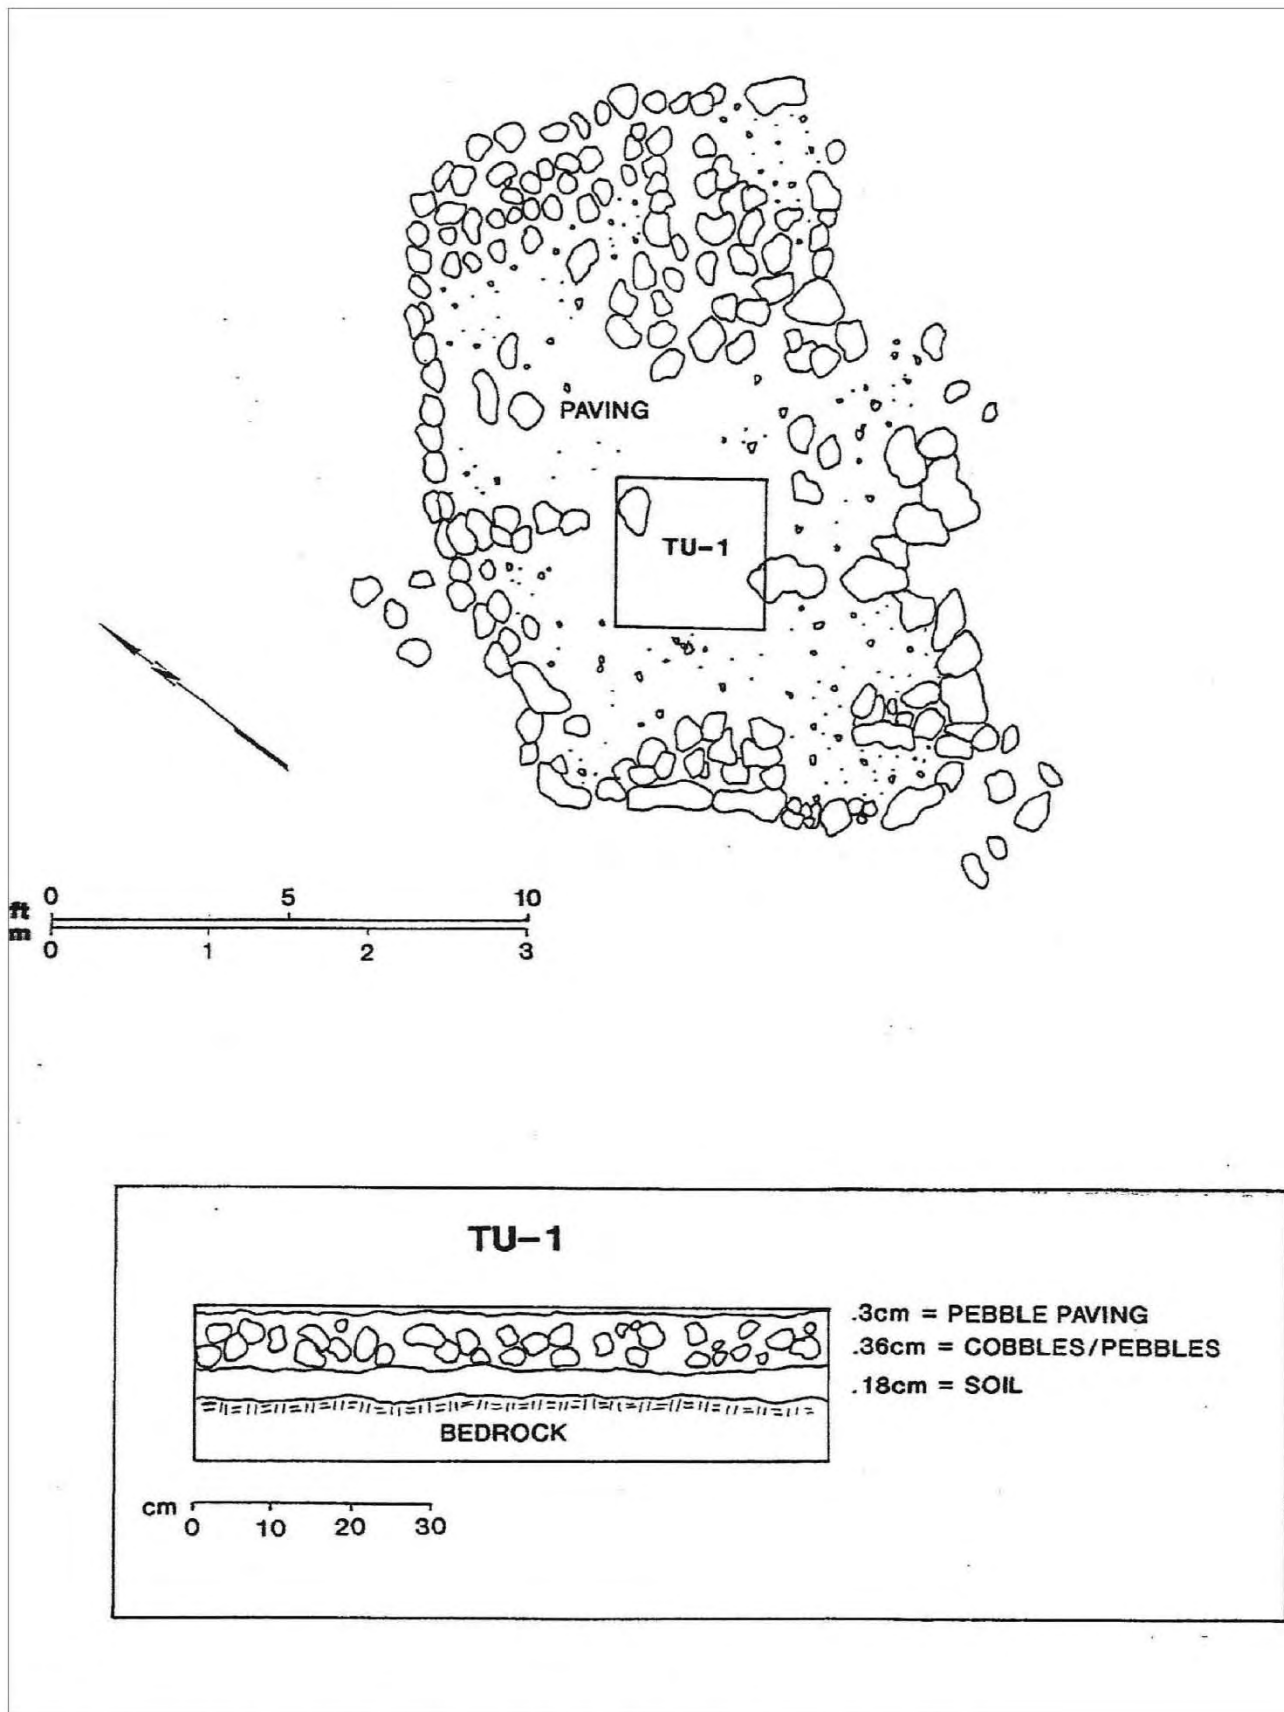 PAVING
TU-1
0 5 10
ft
m
0 1 2 3
TU-1
.3cm = PEBBLE PAVING
.36cm = COBBLES/PEBBLES
.18cm = SOIL
BEDROCK
cm
0 10 20 30